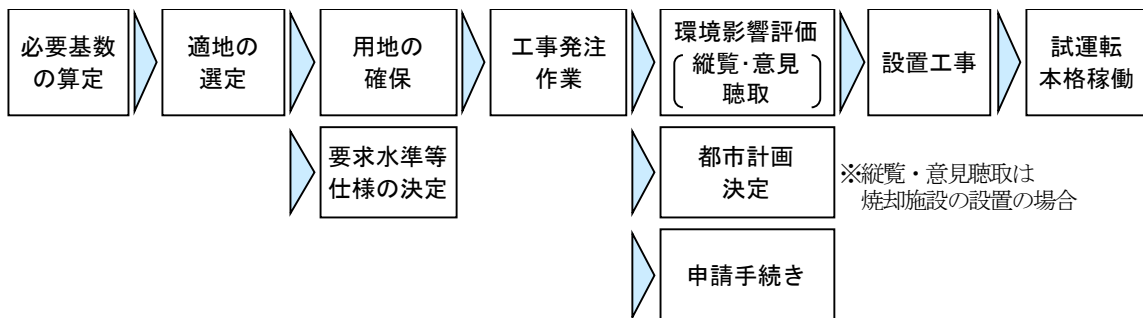 必要基数
の算定
適地の
選定
用地の
確保
工事発注
作業
環境影響評価
縦覧・意見
聴取
設置工事
試運転
本格稼働
要求水準等
仕様の決定
都市計画
決定
※縦覧・意見聴取は
焼却施設の設置の場合
申請手続き